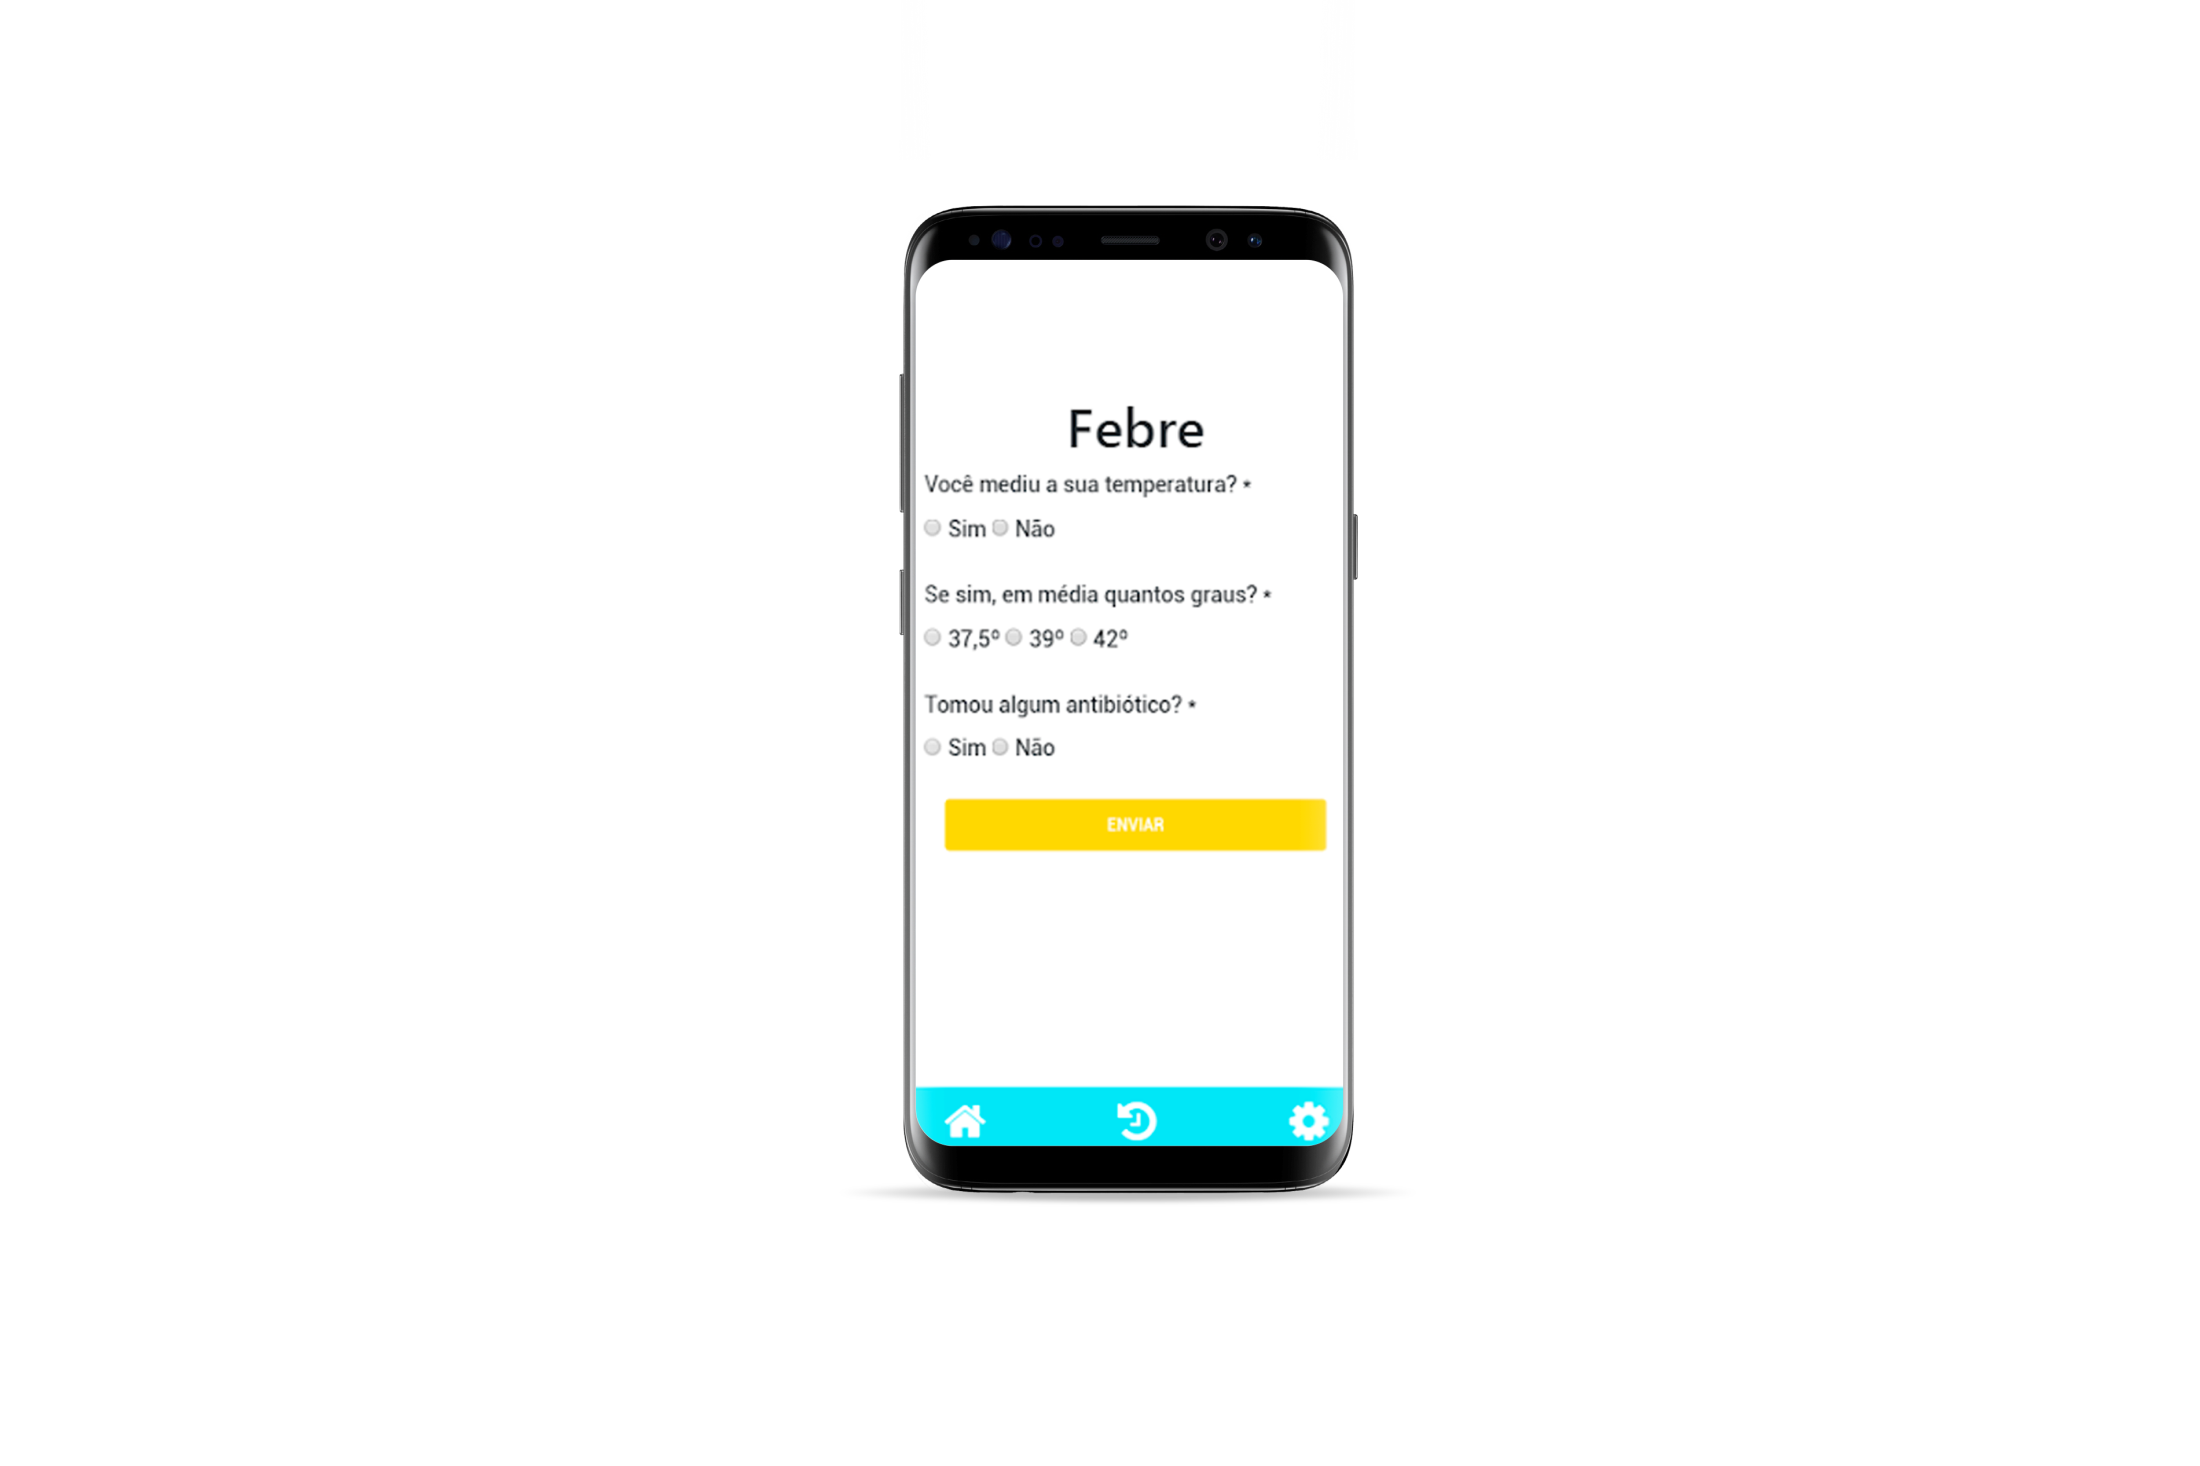 Febre
Você mediu a sua temperatura? *
Sim Não
Se sim, em média quantos graus? *
37,5º 39º 42º
Tomou algum antibiótico? *
Sim Não
ENVIAR